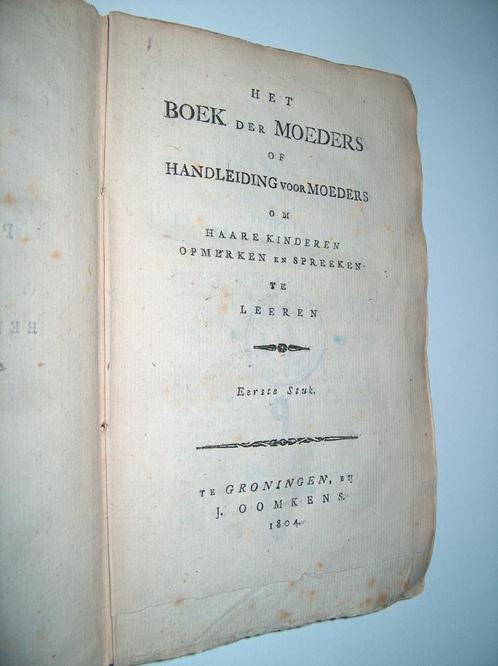 HET
BOEK DER MOEDERS
OF
HANDLEIDING VOOR MOEDERS
OM
HAARE KINDEREN
OPMERKEN EN SPREEKEN
TE
LEEREN
Eerste Stuk.
TE GRONINGEN, BIJ
J. OOMKENS.
1804.